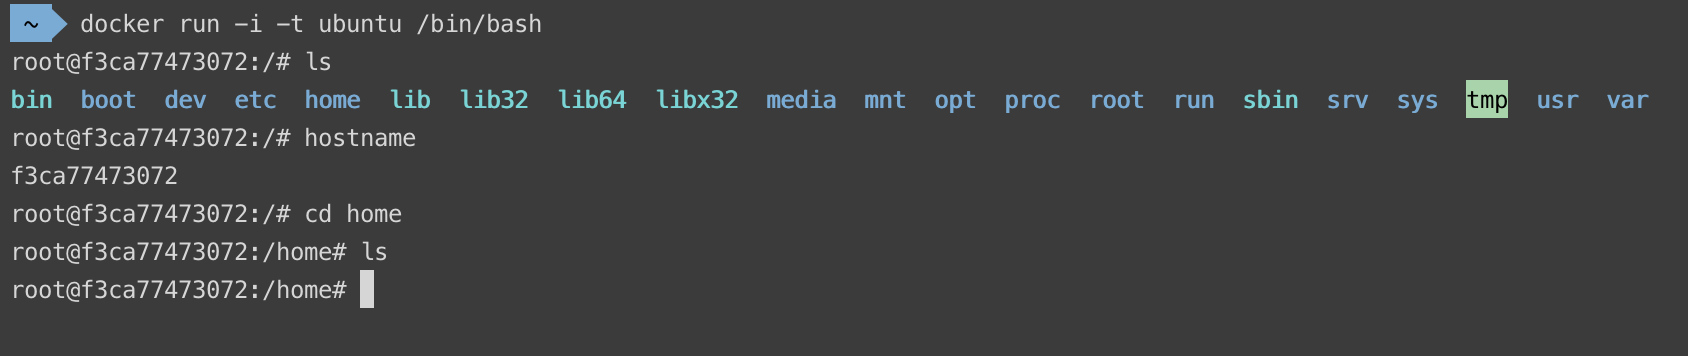 ~ docker run -i -t ubuntu /bin/bash
root@f3ca77473072:/# ls
bin boot dev etc home lib lib32 lib64 libx32 media mnt opt proc root run sbin srv sys tmp usr var
root@f3ca77473072:/# hostname
f3ca77473072
root@f3ca77473072:/# cd home
root@f3ca77473072:/home# ls
root@f3ca77473072:/home#